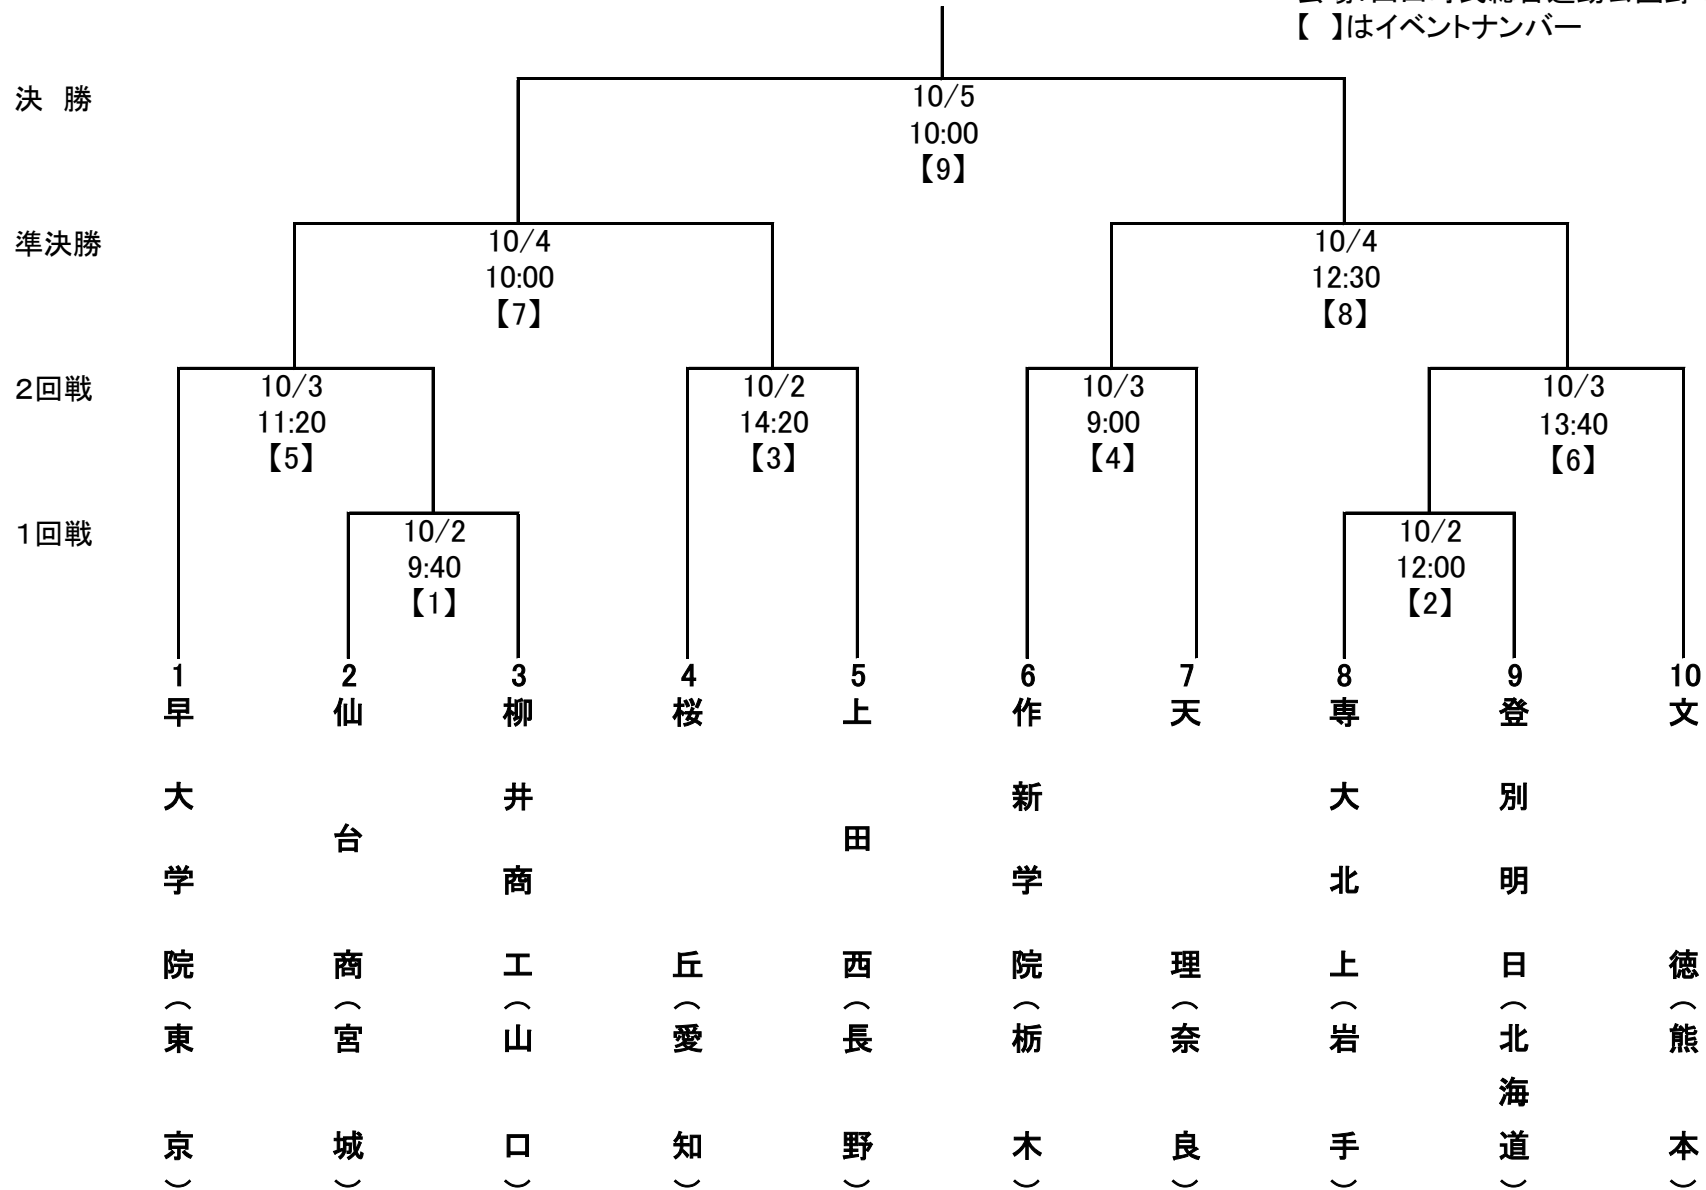 【 】はイベントナンバー
決 勝
10/5
10:00
【9】
準決勝
10/4
10:00
【7】
10/4
12:30
【8】
2回戦
10/3
11:20
【5】
10/2
14:20
【3】
10/3
9:00
【4】
10/3
13:40
【6】
1回戦
10/2
9:40
【1】
10/2
12:00
【2】
1
早大学院(東京)
2
仙台商(宮城)
3
柳井商工(山口)
4
桜丘(愛知)
5
上田西(長野)
6
作新学院(栃木)
7
天理(奈良)
8
専大北上(岩手)
9
登別明日(北海道)
10
文徳(熊本)